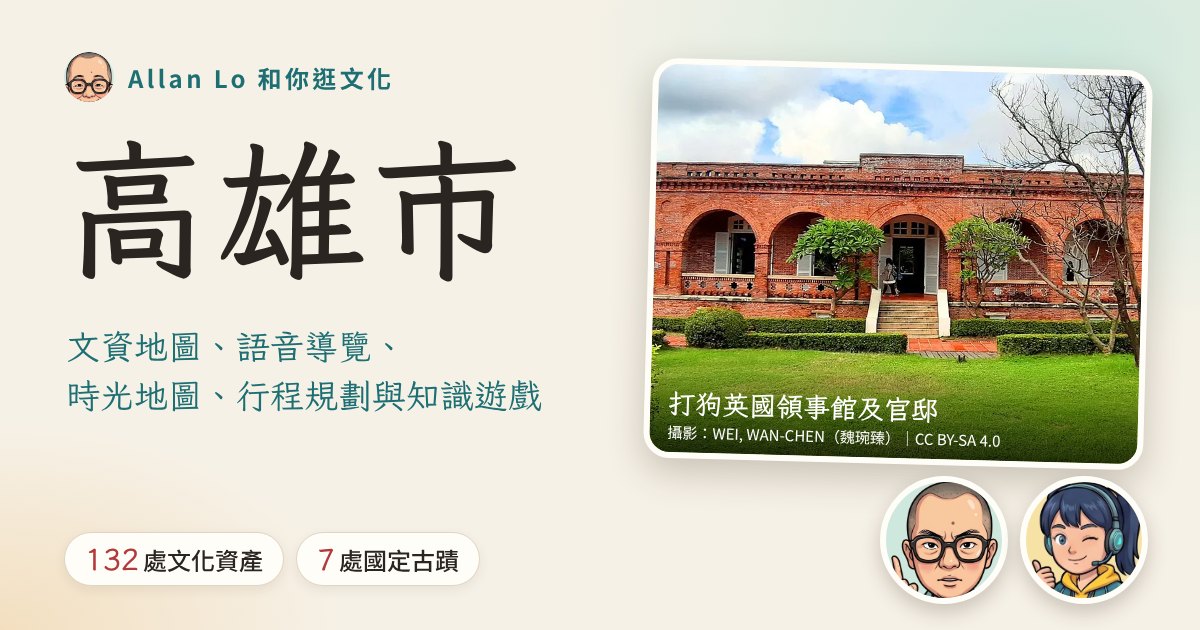 Allan Lo 和你逛文化
高雄市
文資地圖、語音導覽、
時光地圖、行程規劃與知識遊戲
打狗英國領事館及官邸
攝影：WEI, WAN-CHEN（魏琬臻）｜CC BY-SA 4.0
132 處文化資產
7 處國定古蹟